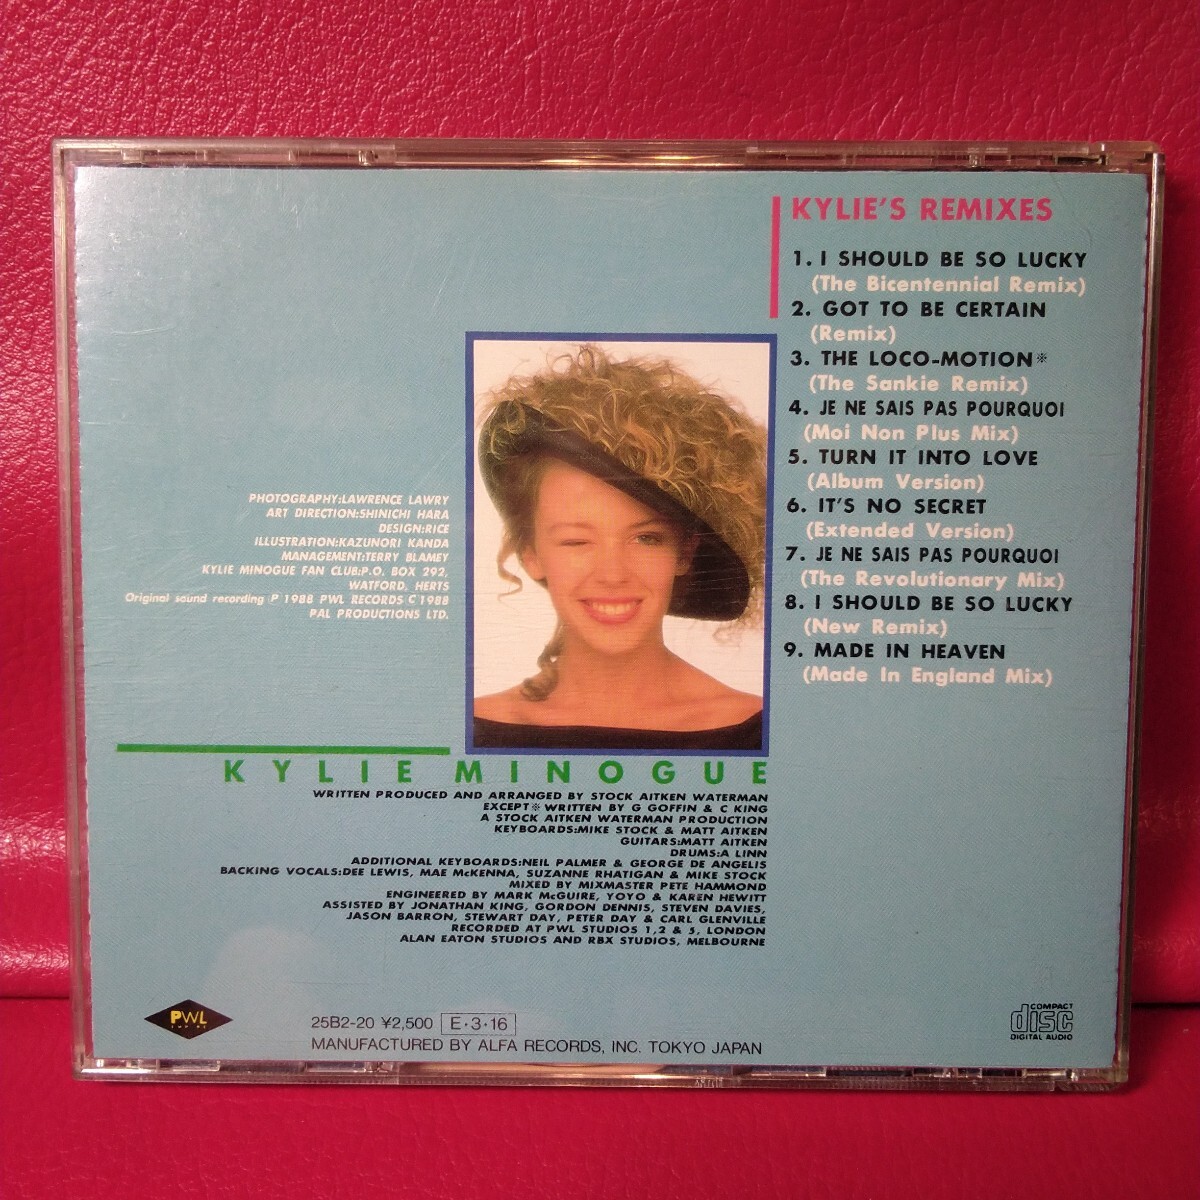 KYLIE'S REMIXES
1. I SHOULD BE SO LUCKY
(The Bicentennial Remix)
2. GOT TO BE CERTAIN
(Remix)
3. THE LOCO-MOTION※
(The Sankie Remix)
4. JE NE SAIS PAS POURQUOI
(Moi Non Plus Mix)
5. TURN IT INTO LOVE
(Album Version)
6. IT'S NO SECRET
(Extended Version)
7. JE NE SAIS PAS POURQUOI
(The Revolutionary Mix)
8. I SHOULD BE SO LUCKY
(New Remix)
9. MADE IN HEAVEN
(Made In England Mix)
PHOTOGRAPHY:LAWRENCE LAWRY
ART DIRECTION:SHINICHI HARA
DESIGN:RICE
ILLUSTRATION:KAZUNORI KANDA
MANAGEMENT:TERRY BLAMEY
KYLIE MINOGUE FAN CLUB:P.O. BOX 292,
WATFORD, HERTS
Original sound recording Ⓟ 1988 PWL RECORDS © 1988
PAL PRODUCTIONS LTD.
KYLIE MINOGUE
WRITTEN PRODUCED AND ARRANGED BY STOCK AITKEN WATERMAN
EXCEPT※ WRITTEN BY G GOFFIN & C KING
A STOCK AITKEN WATERMAN PRODUCTION
KEYBOARDS:MIKE STOCK & MATT AITKEN
GUITARS:MATT AITKEN
DRUMS:A LINN
ADDITIONAL KEYBOARDS:NEIL PALMER & GEORGE DE ANGELIS
BACKING VOCALS:DEE LEWIS, MAE McKENNA, SUZANNE RHATIGAN & MIKE STOCK
MIXED BY MIXMASTER PETE HAMMOND
ENGINEERED BY MARK McGUIRE, YOYO & KAREN HEWITT
ASSISTED BY JONATHAN KING, GORDON DENNIS, STEVEN DAVIES,
JASON BARRON, STEWART DAY, PETER DAY & CARL GLENVILLE
RECORDED AT PWL STUDIOS 1,2 & 5, LONDON
ALAN EATON STUDIOS AND RBX STUDIOS, MELBOURNE
PWL
25B2-20 ¥2,500 E・3・16
MANUFACTURED BY ALFA RECORDS, INC. TOKYO JAPAN
COMPACT
disc
DIGITAL AUDIO